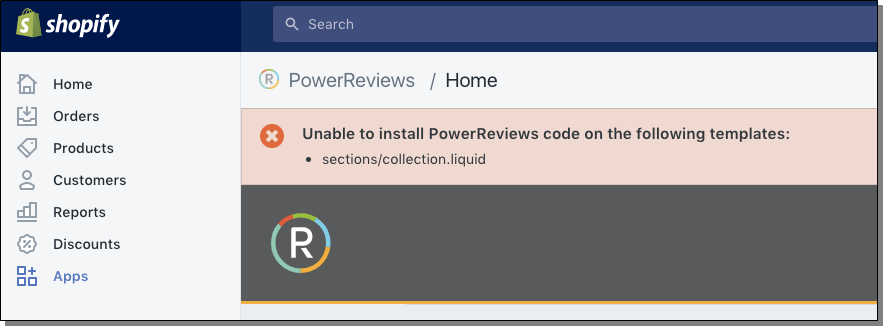 shopify
Search
Home
Orders
Products
Customers
Reports
Discounts
Apps
R PowerReviews / Home
Unable to install PowerReviews code on the following templates:
• sections/collection.liquid
R